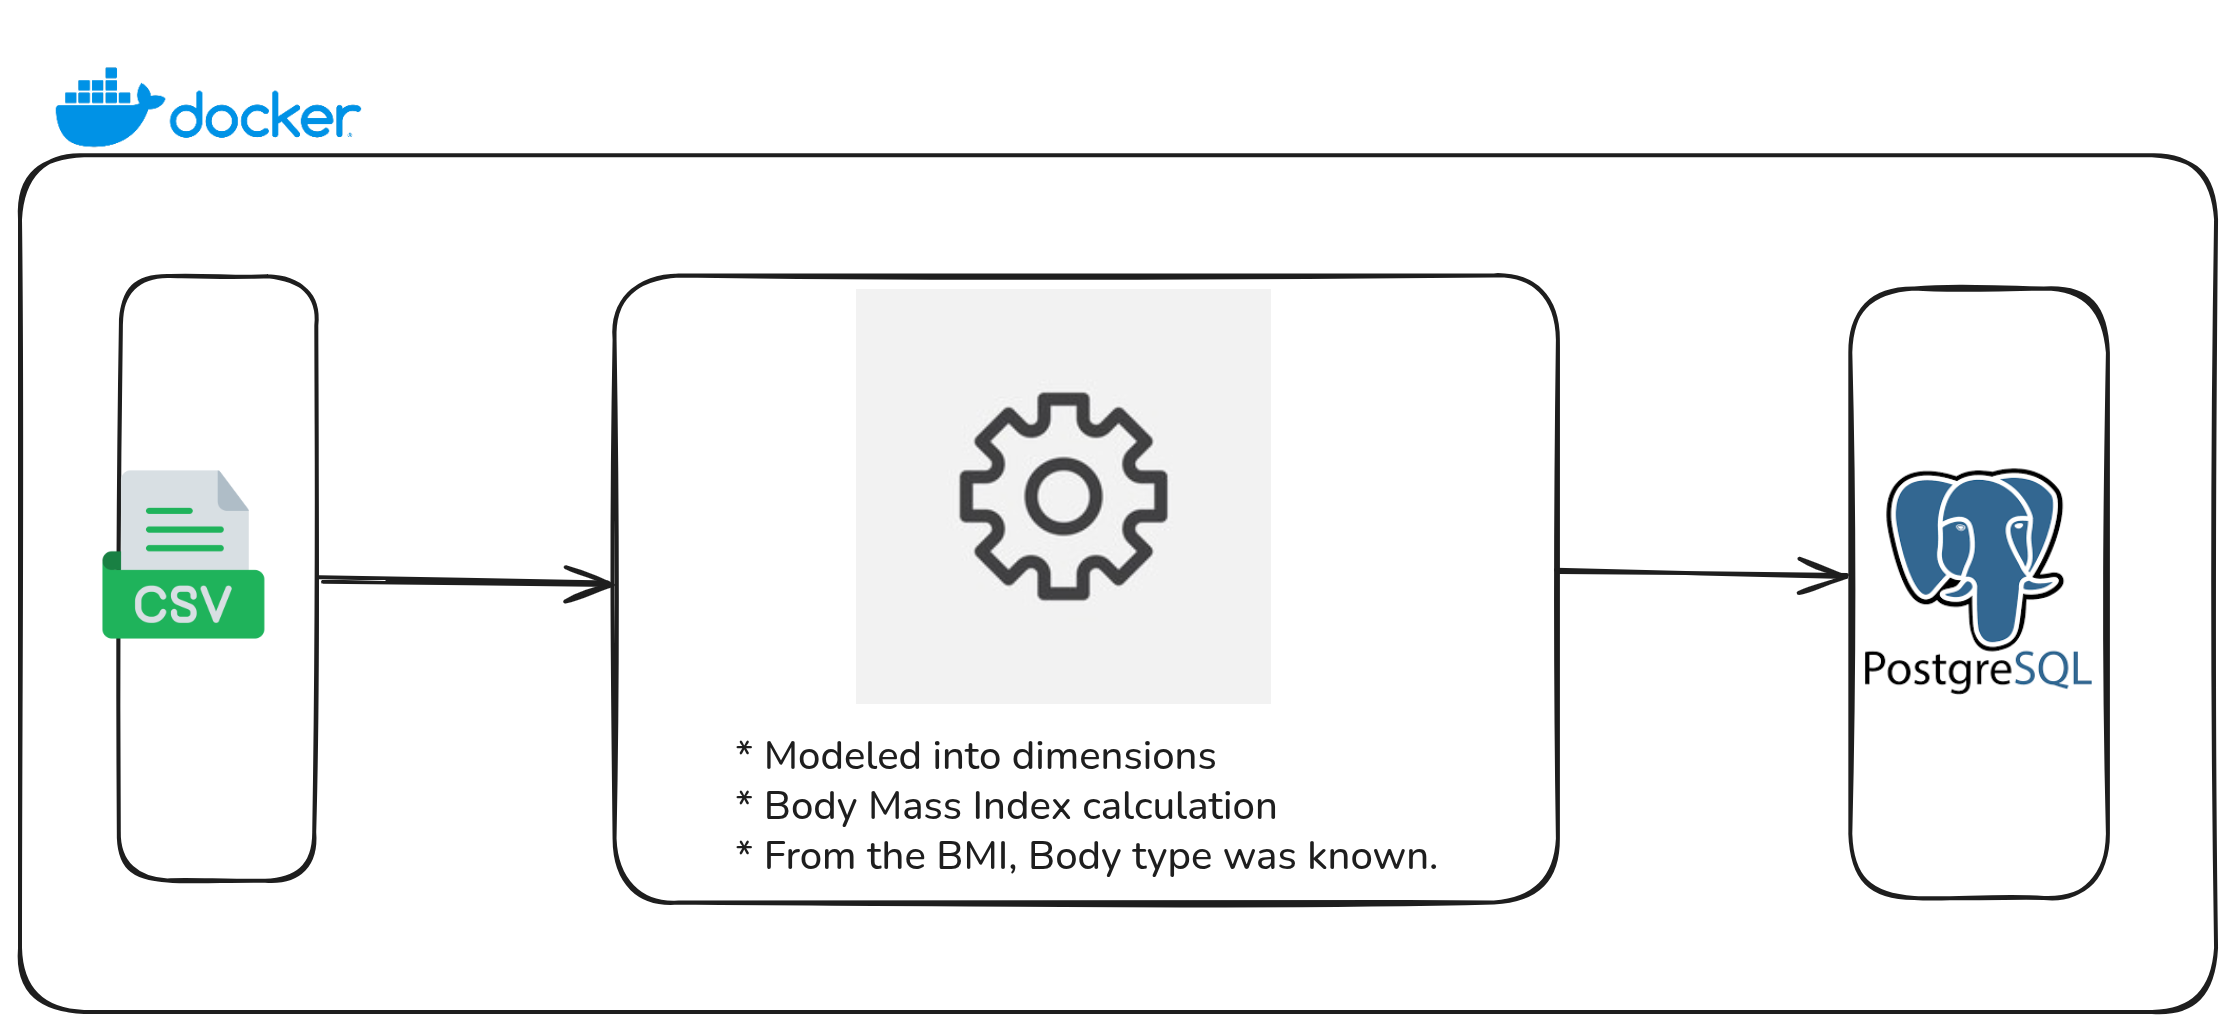 docker
CSV
* Modeled into dimensions
* Body Mass Index calculation
* From the BMI, Body type was known.
PostgreSQL